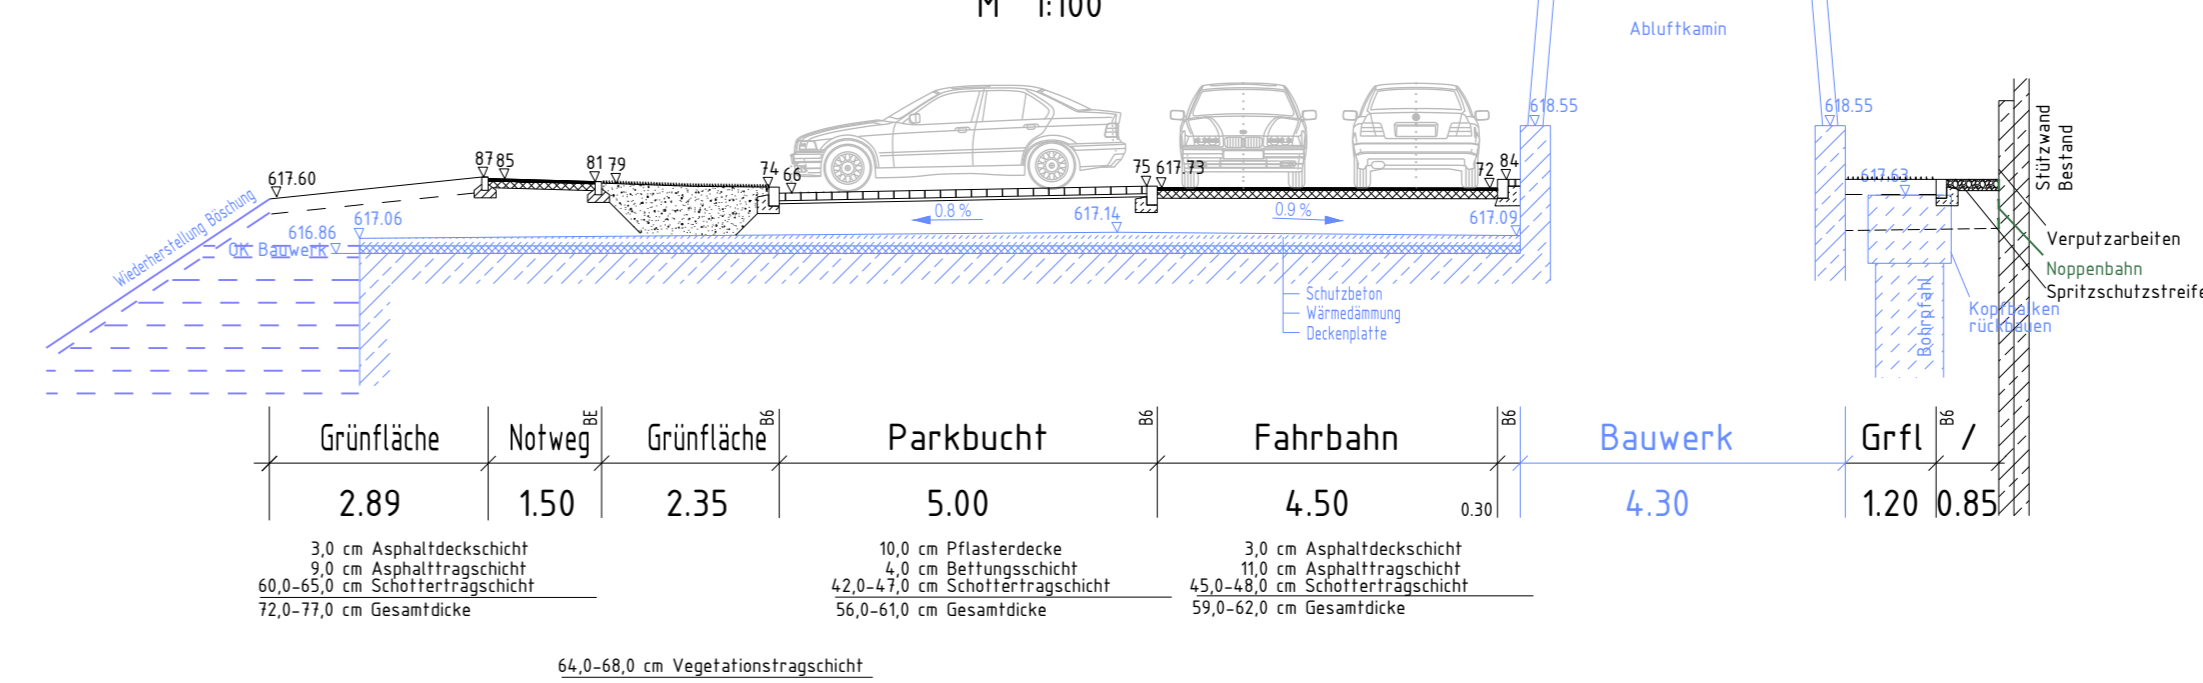 M 1:100
Abluftkamin
618.55
618.55
Stützwand
Bestand
87
85
81
79
74
66
75
617.73
72
84
617.60
617.63
Wiederherstellung Böschung
617.06
0.8 %
617.14
0.9 %
617.09
616.86
OK Bauwerk
Verputzarbeiten
Noppenbahn
Spritzschutzstreife
Schutzbeton
Wärmedämmung
Deckenplatte
Bohrpfahl
Kopfbalken
rückbauen
Grünfläche
Notweg
BE
Grünfläche
B6
Parkbucht
B6
Fahrbahn
B6
Bauwerk
Grfl
B6
/
2.89
1.50
2.35
5.00
4.50
0.30
4.30
1.20
0.85
3,0 cm Asphaltdeckschicht
9,0 cm Asphalttragschicht
60,0-65,0 cm Schottertragschicht
72,0-77,0 cm Gesamtdicke
10,0 cm Pflasterdecke
4,0 cm Bettungsschicht
42,0-47,0 cm Schottertragschicht
56,0-61,0 cm Gesamtdicke
3,0 cm Asphaltdeckschicht
11,0 cm Asphalttragschicht
45,0-48,0 cm Schottertragschicht
59,0-62,0 cm Gesamtdicke
64,0-68,0 cm Vegetationstragschicht